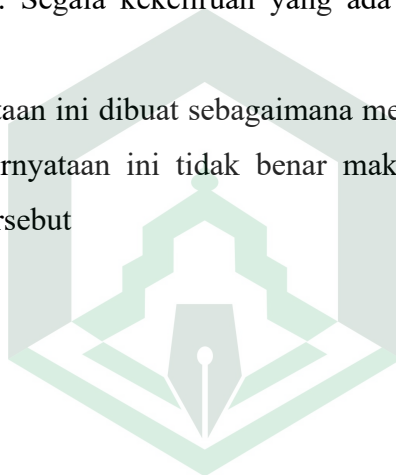 . Segala kekeliruan yang ada
taan ini dibuat sebagaimana me
rnyataan ini tidak benar mak
rsebut